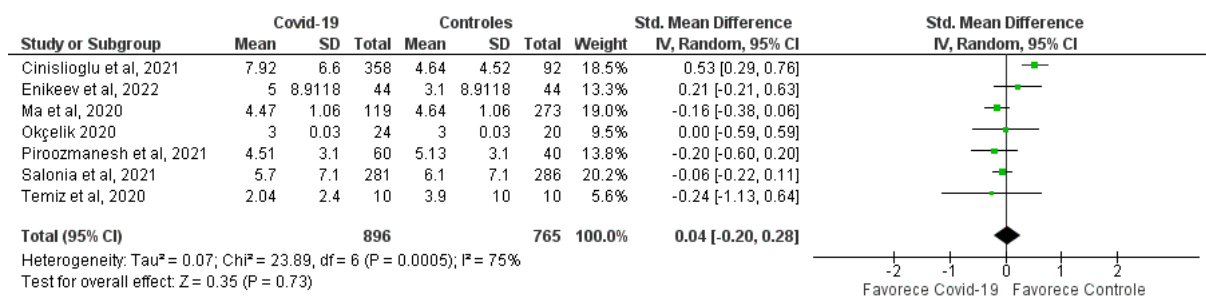 Covid-19 Controles Std. Mean Difference Std. Mean Difference
Study or Subgroup Mean SD Total Mean SD Total Weight IV, Random, 95% CI IV, Random, 95% CI
Cinislioglu et al, 2021 7.92 6.6 358 4.64 4.52 92 18.5% 0.53 [0.29, 0.76]
Enikeev et al, 2022 5 8.9118 44 3.1 8.9118 44 13.3% 0.21 [-0.21, 0.63]
Ma et al, 2020 4.47 1.06 119 4.64 1.06 273 19.0% -0.16 [-0.38, 0.06]
Okçelik 2020 3 0.03 24 3 0.03 20 9.5% 0.00 [-0.59, 0.59]
Piroozmanesh et al, 2021 4.51 3.1 60 5.13 3.1 40 13.8% -0.20 [-0.60, 0.20]
Salonia et al, 2021 5.7 7.1 281 6.1 7.1 286 20.2% -0.06 [-0.22, 0.11]
Temiz et al, 2020 2.04 2.4 10 3.9 10 10 5.6% -0.24 [-1.13, 0.64]
Total (95% CI) 896 765 100.0% 0.04 [-0.20, 0.28]
Heterogeneity: Tau² = 0.07; Chi² = 23.89, df = 6 (P = 0.0005); I² = 75%
Test for overall effect: Z = 0.35 (P = 0.73)
-2 -1 0 1 2
Favorece Covid-19 Favorece Controle